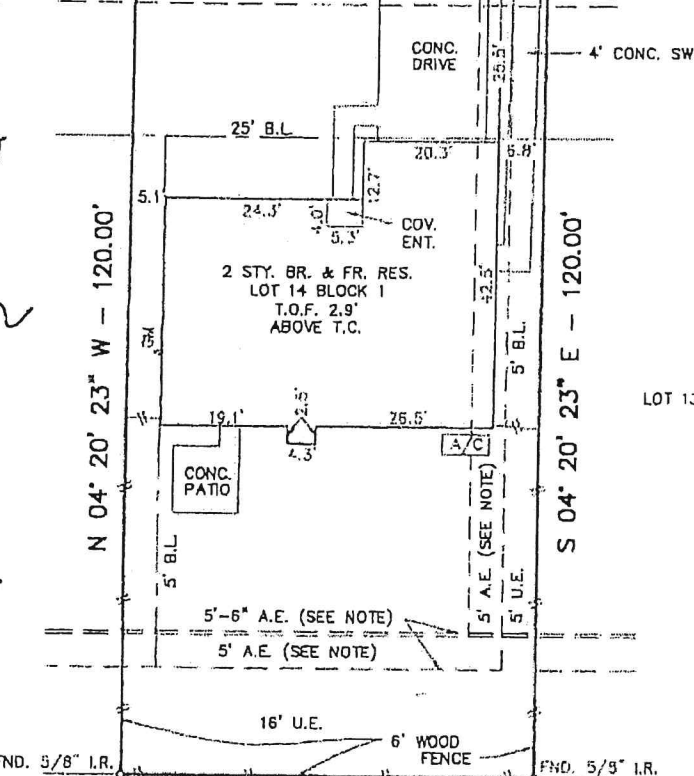 CONC.
DRIVE
4' CONC. SW
25' B.L.
20.3'
6.8'
5.1
24.3'
4.0'
5.3'
12.7'
COV.
ENT.
2 STY. BR. & FR. RES.
LOT 14 BLOCK 1
T.O.F. 2.9'
ABOVE T.C.
42.5'
N 04° 20' 23" W - 120.00'
S 04° 20' 23" E - 120.00'
5' B.L.
LOT 13
19.1'
4.3'
26.5'
A/C
CONC.
PATIO
5' B.L.
5' A.E. (SEE NOTE)
5' U.E.
5'-6" A.E. (SEE NOTE)
5' A.E. (SEE NOTE)
16' U.E.
6' WOOD
FENCE
FND. 5/8" I.R.
FND. 5/8" I.R.